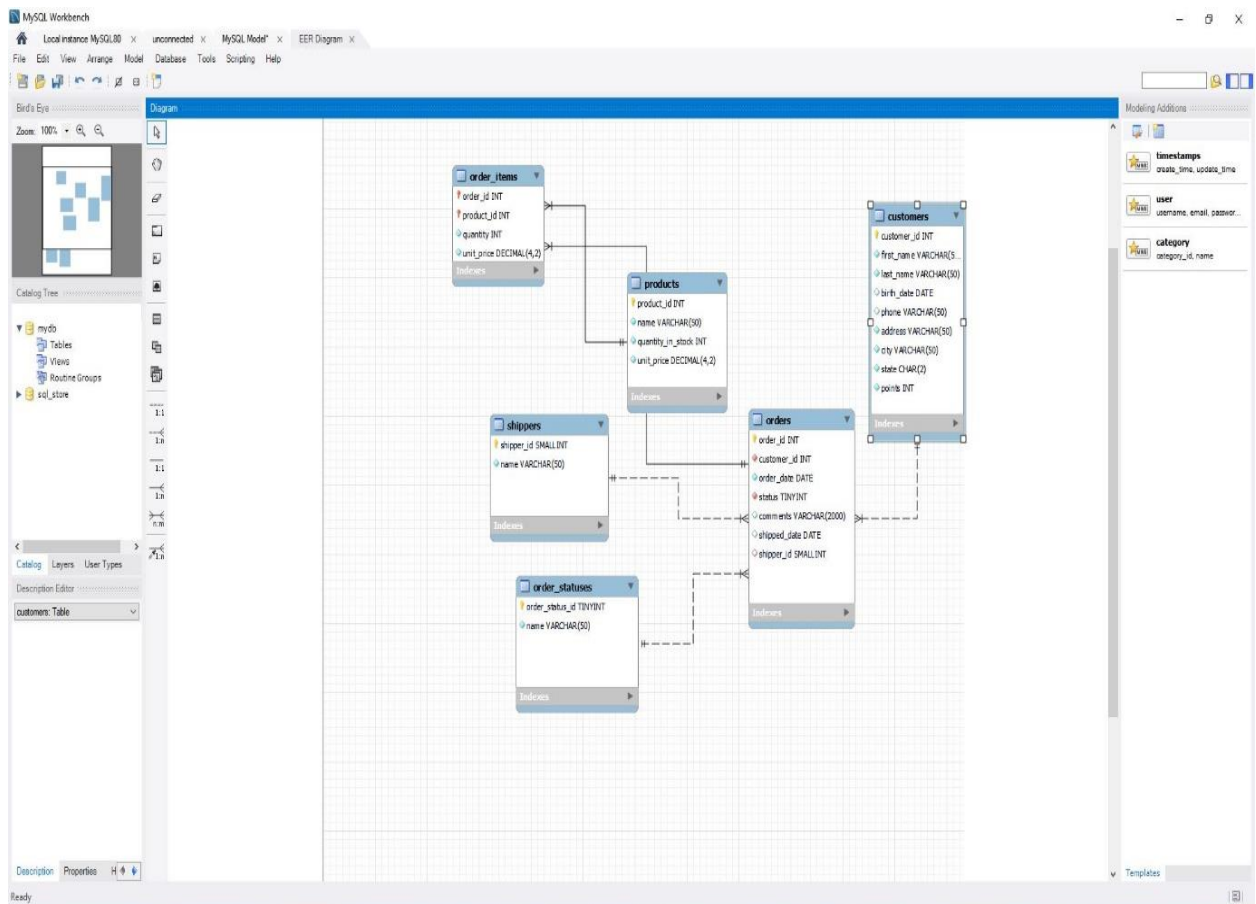 MySQL Workbench
Local instance MySQL80 × unconnected × MySQL Model* × EER Diagram ×
File Edit View Arrange Model Database Tools Scripting Help
Bird's Eye
Zoom: 100%
Diagram
Modeling Additions
timestamps
create_time, update_time
user
username, email, passwor...
category
category_id, name
Catalog Tree
mydb
Tables
Views
Routine Groups
sql_store
Catalog Layers User Types
Description Editor
customers: Table
Description Properties H
1:1
1:n
1:1
1:n
n:m
1:n
order_items
order_id INT
product_id INT
quantity INT
unit_price DECIMAL(4,2)
Indexes
products
product_id INT
name VARCHAR(50)
quantity_in_stock INT
unit_price DECIMAL(4,2)
Indexes
customers
customer_id INT
first_name VARCHAR(5...
last_name VARCHAR(50)
birth_date DATE
phone VARCHAR(50)
address VARCHAR(50)
city VARCHAR(50)
state CHAR(2)
points INT
Indexes
shippers
shipper_id SMALLINT
name VARCHAR(50)
Indexes
orders
order_id INT
customer_id INT
order_date DATE
status TINYINT
comments VARCHAR(2000)
shipped_date DATE
shipper_id SMALLINT
Indexes
order_statuses
order_status_id TINYINT
name VARCHAR(50)
Indexes
Templates
Ready